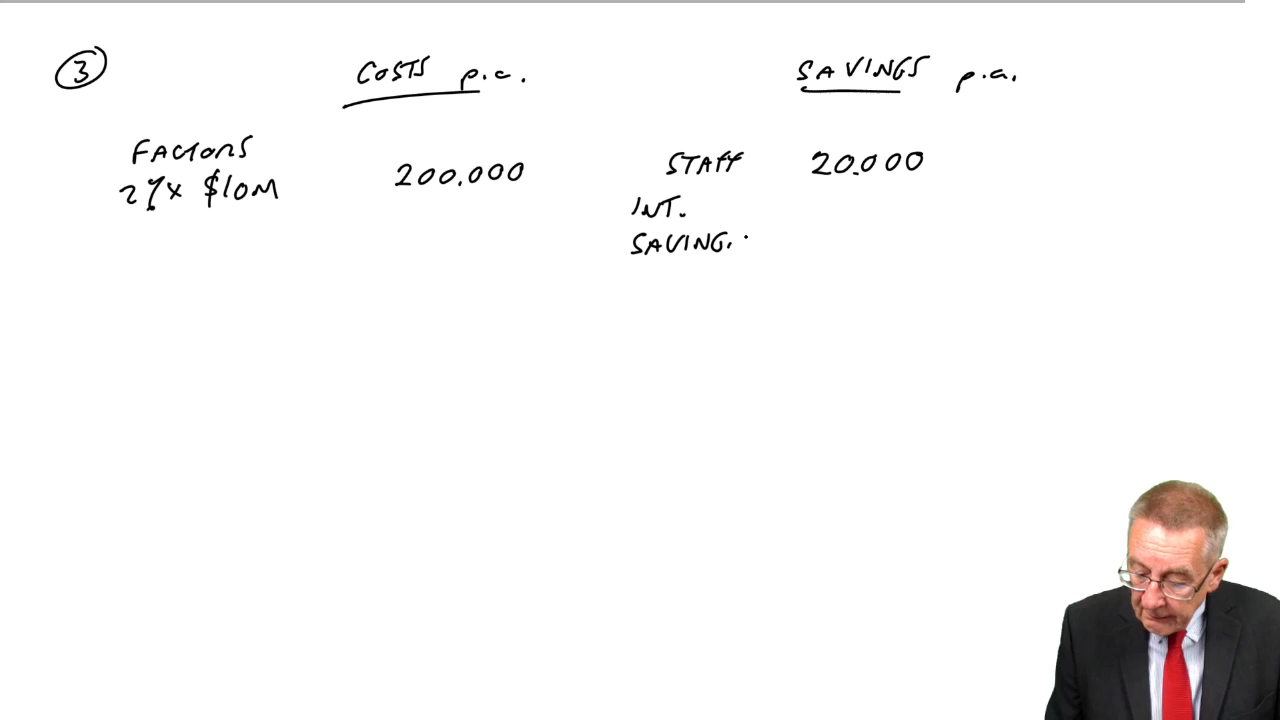 3 COSTS p.a. SAVINGS p.a.
FACTORS
2% x $10M 200.000 STAFF 20.000
INT.
SAVING.